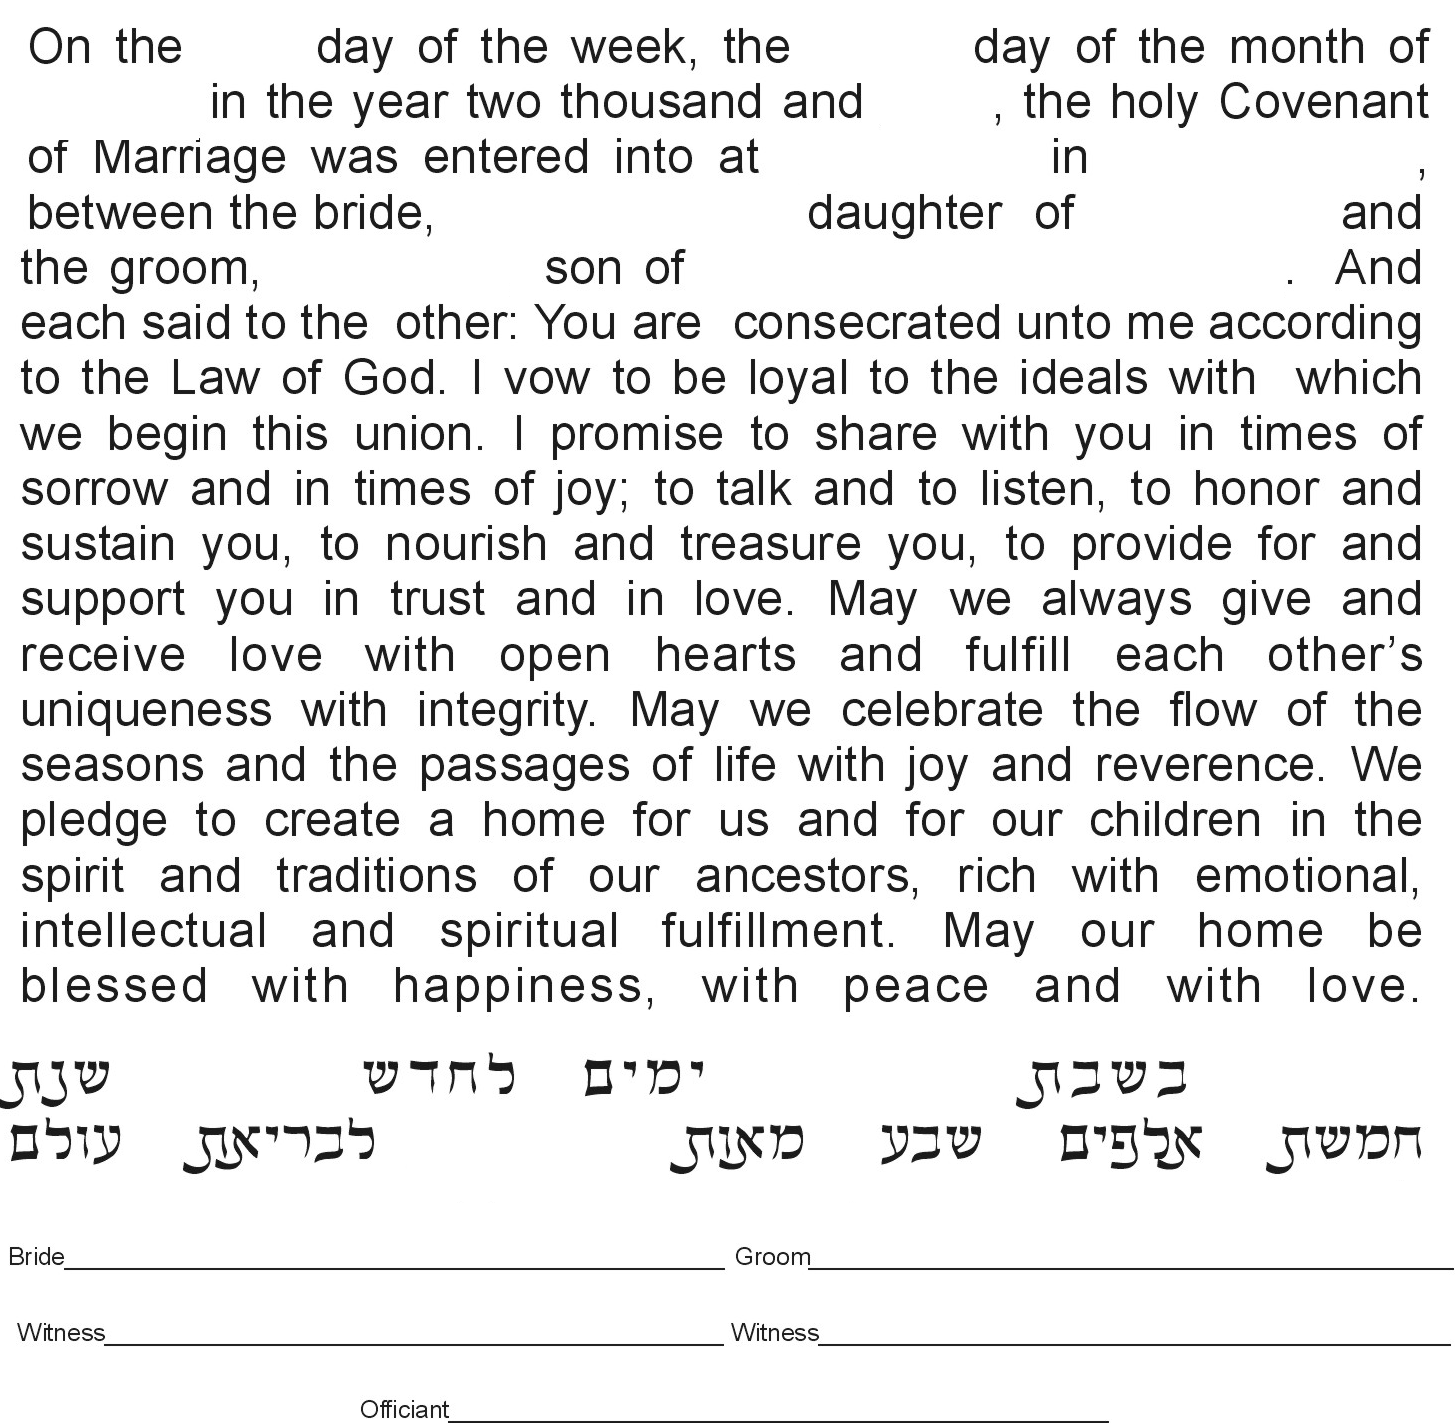 On the day of the week, the day of the month of
in the year two thousand and , the holy Covenant
of Marriage was entered into at in ,
between the bride, daughter of and
the groom, son of . And
each said to the other: You are consecrated unto me according
to the Law of God. I vow to be loyal to the ideals with which
we begin this union. I promise to share with you in times of
sorrow and in times of joy; to talk and to listen, to honor and
sustain you, to nourish and treasure you, to provide for and
support you in trust and in love. May we always give and
receive love with open hearts and fulfill each other’s
uniqueness with integrity. May we celebrate the flow of the
seasons and the passages of life with joy and reverence. We
pledge to create a home for us and for our children in the
spirit and traditions of our ancestors, rich with emotional,
intellectual and spiritual fulfillment. May our home be
blessed with happiness, with peace and with love.
בשבת ימים לחדש שנת
חמשת אלפים שבע מאות לבריאת עולם
Bride Groom
Witness Witness
Officiant